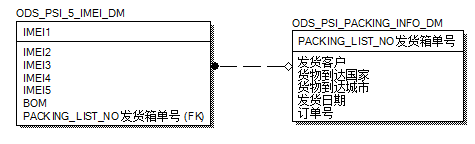 ODS_PSI_5_IMEI_DM
IMEI1
IMEI2
IMEI3
IMEI4
IMEI5
BOM
PACKING_LIST_NO发货箱单号 (FK)
ODS_PSI_PACKING_INFO_DM
PACKING_LIST_NO发货箱单号
发货客户
货物到达国家
货物到达城市
发货日期
订单号